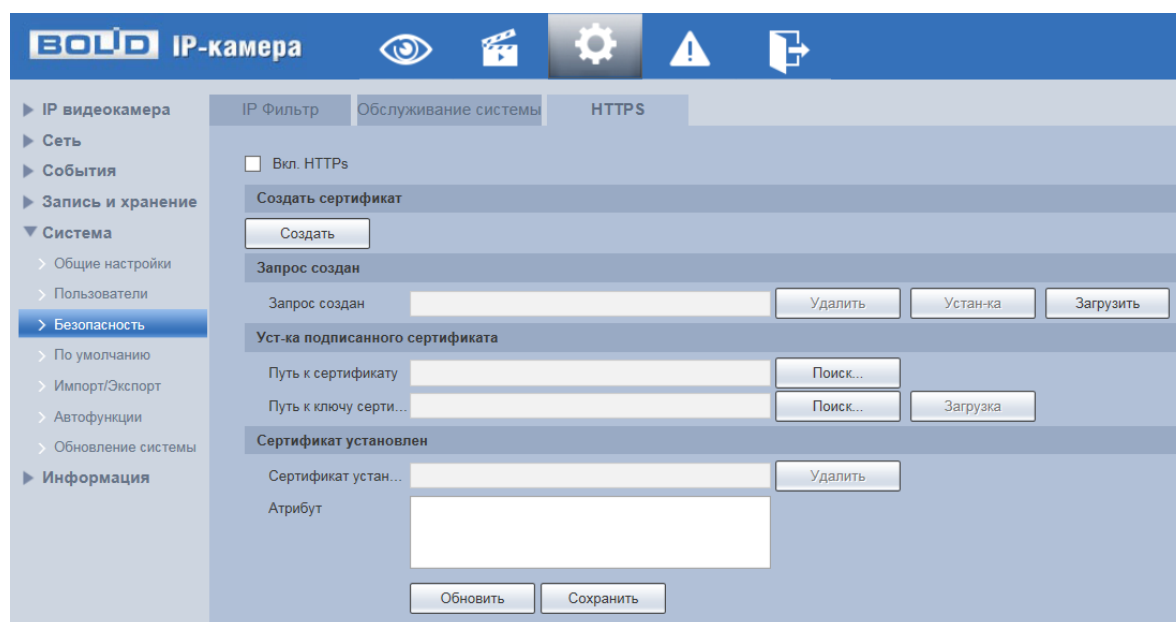 BOLID IP-камера
IP видеокамера
Сеть
События
Запись и хранение
Система
Общие настройки
Пользователи
Безопасность
По умолчанию
Импорт/Экспорт
Автофункции
Обновление системы
Информация
IP Фильтр Обслуживание системы HTTPS
Вкл. HTTPs
Создать сертификат
Создать
Запрос создан
Запрос создан Удалить Устан-ка Загрузить
Уст-ка подписанного сертификата
Путь к сертификату Поиск...
Путь к ключу серти... Поиск... Загрузка
Сертификат установлен
Сертификат устан... Удалить
Атрибут
Обновить Сохранить